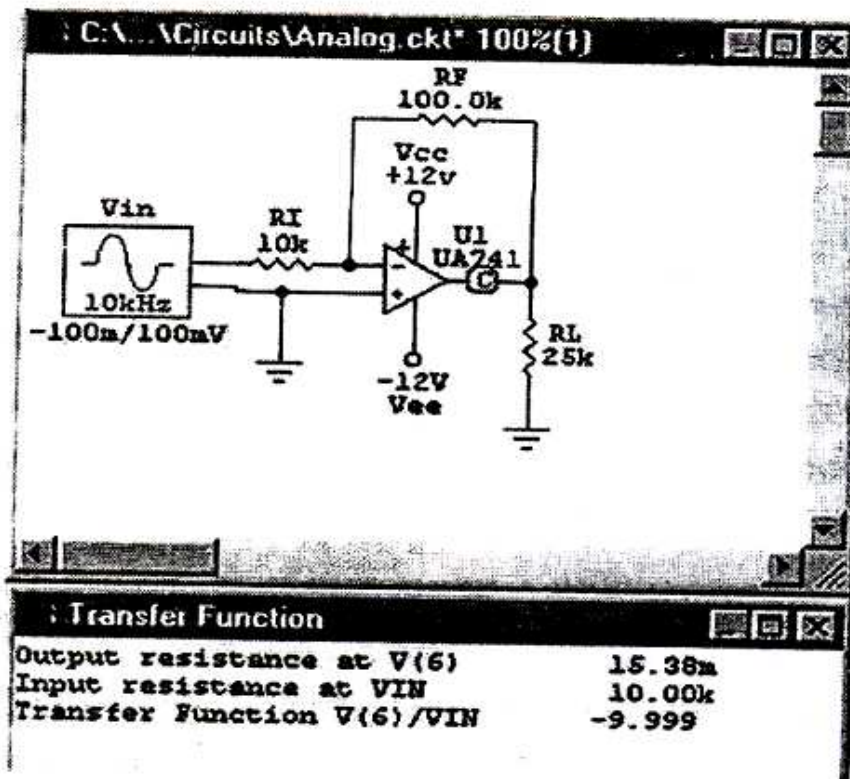 : C:\...\Circuits\Analog.ckt* 100%(1)
RF
100.0k
Vcc
+12v
Vin
RI
10k
U1
UA741
C
10kHz
-100m/100mV
RL
25k
-12V
Vee
: Transfer Function
Output resistance at V(6) 15.38m
Input resistance at VIN 10.00k
Transfer Function V(6)/VIN -9.999